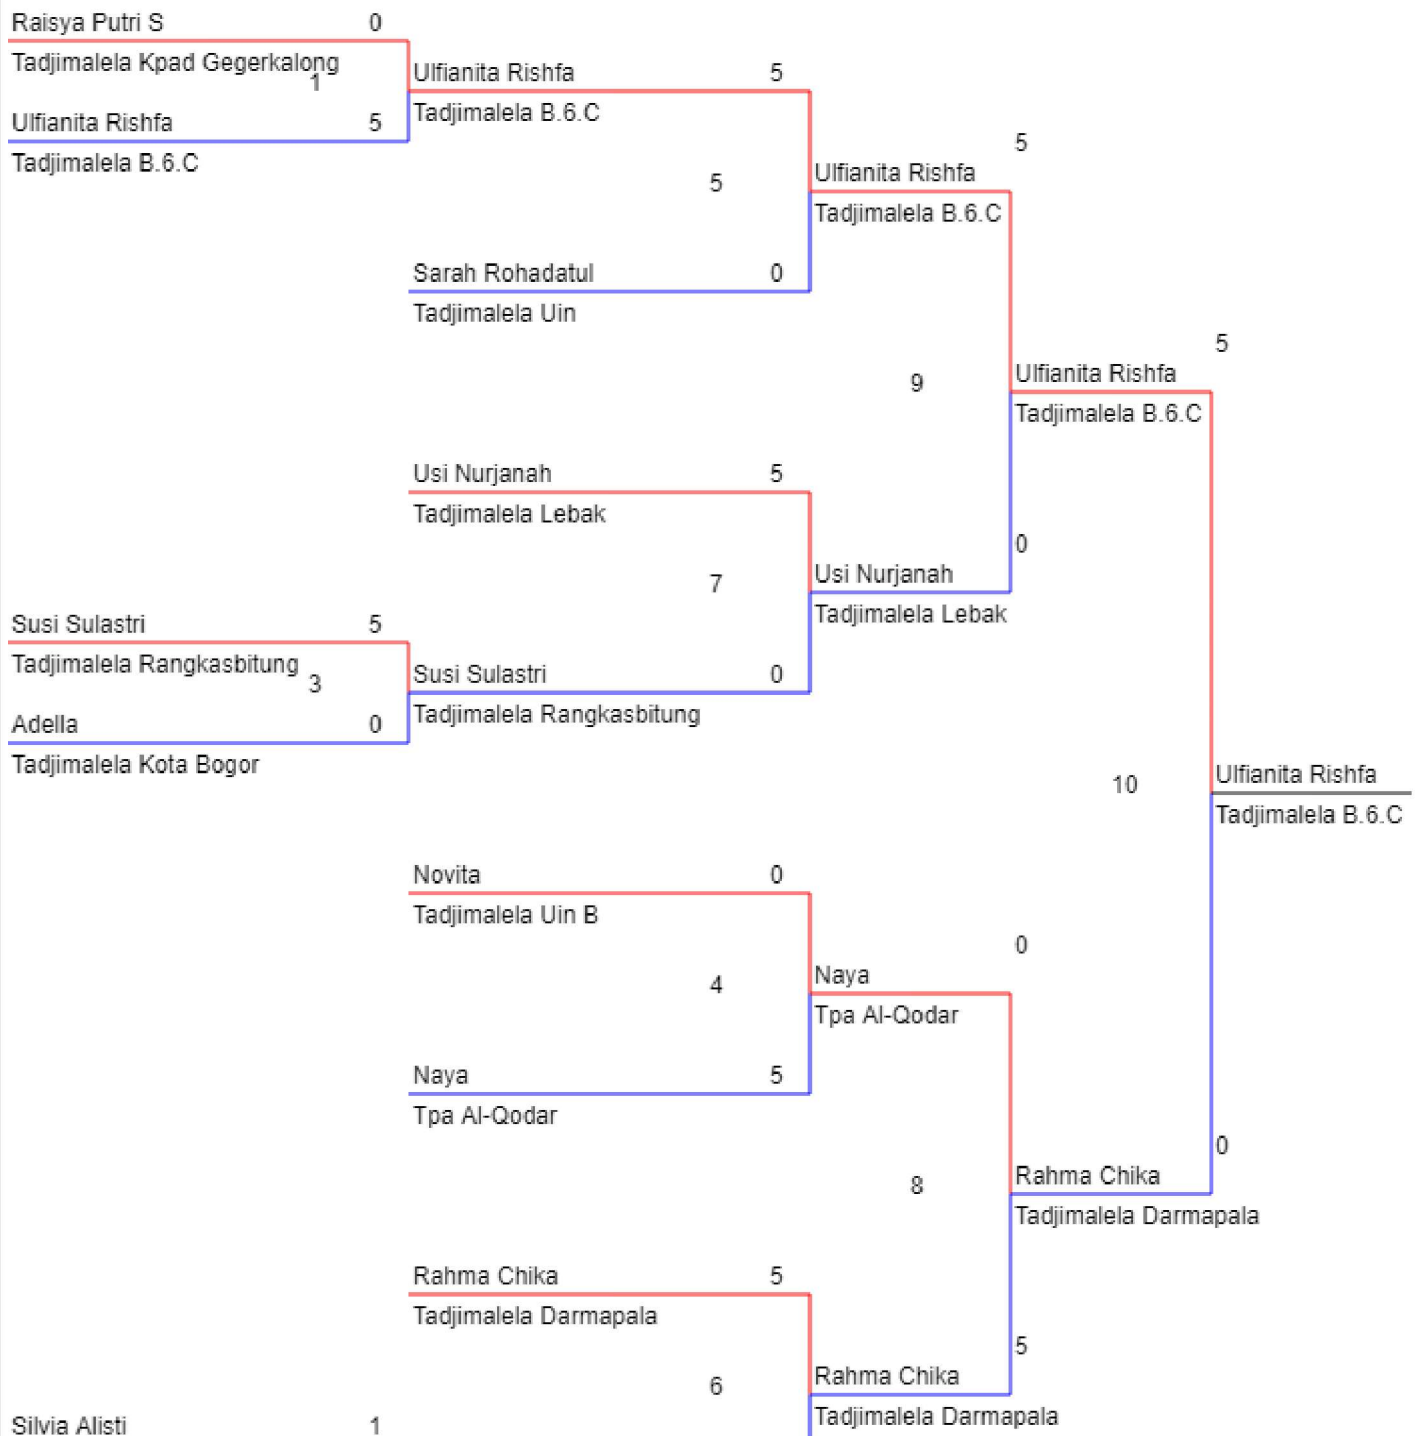 Raisya Putri S 0
Tadjimalela Kpad Gegerkalong
1
Ulfianita Rishfa 5
Tadjimalela B.6.C
Ulfianita Rishfa 5
Tadjimalela B.6.C
5
Sarah Rohadatul 0
Tadjimalela Uin
5
Ulfianita Rishfa
Tadjimalela B.6.C
9
Usi Nurjanah 5
Tadjimalela Lebak
7
Susi Sulastri 5
Tadjimalela Rangkasbitung
3
Adella 0
Tadjimalela Kota Bogor
Susi Sulastri 0
Tadjimalela Rangkasbitung
0
Usi Nurjanah
Tadjimalela Lebak
5
Ulfianita Rishfa
Tadjimalela B.6.C
10
Ulfianita Rishfa
Tadjimalela B.6.C
Novita 0
Tadjimalela Uin B
4
Naya 5
Tpa Al-Qodar
0
Naya
Tpa Al-Qodar
8
0
Rahma Chika
Tadjimalela Darmapala
Rahma Chika 5
Tadjimalela Darmapala
6
5
Rahma Chika
Tadjimalela Darmapala
Silvia Alisti 1